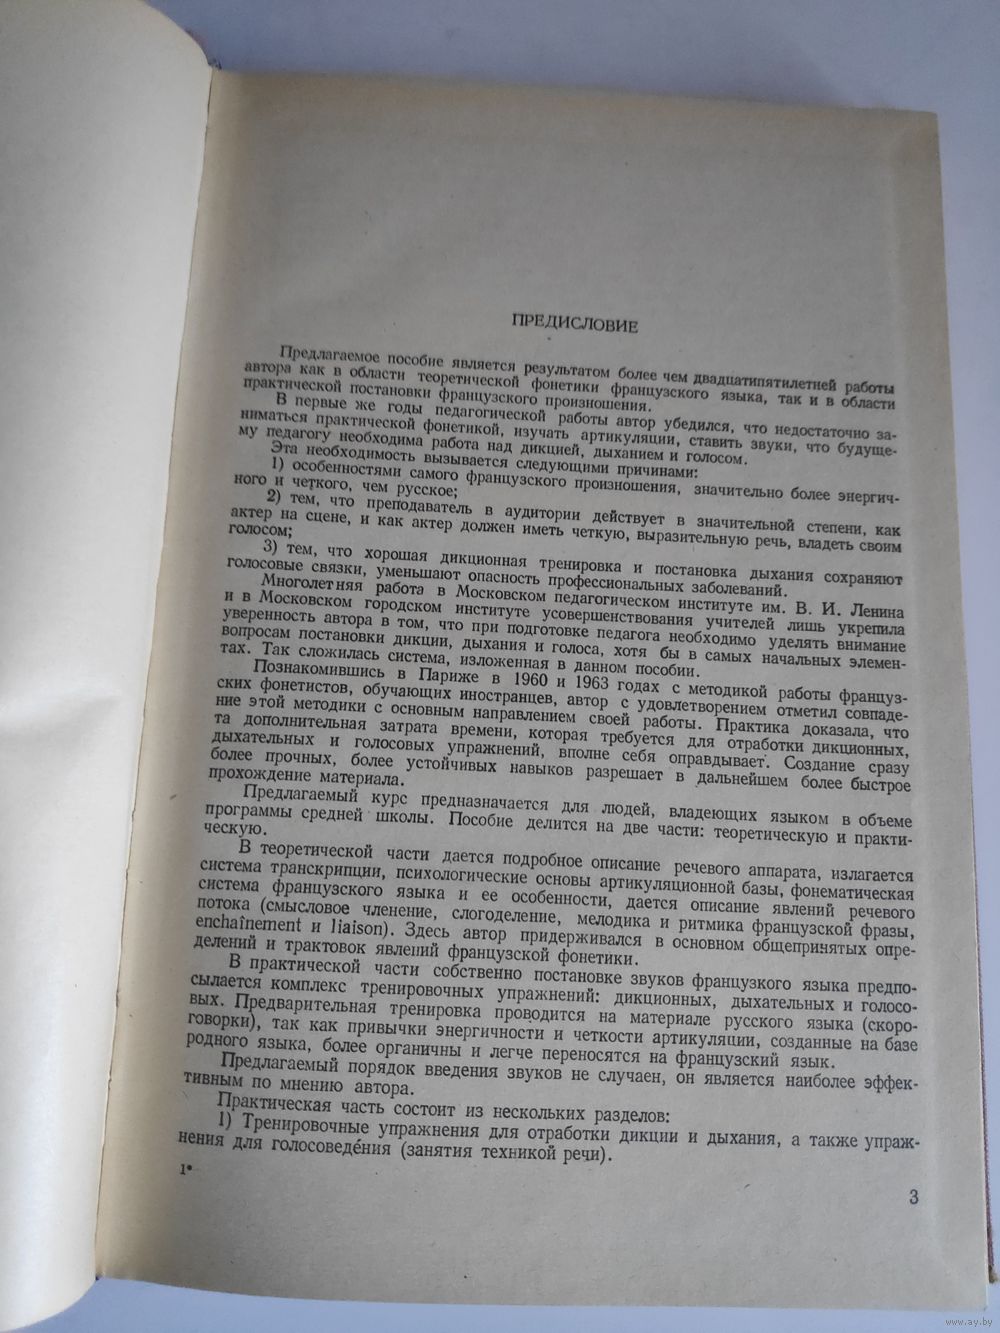 ПРЕДИСЛОВИЕ
Предлагаемое пособие является результатом более чем двадцатипятилетней работы
автора как в области теоретической фонетики французского языка, так и в области
практической постановки французского произношения.
В первые же годы педагогической работы автор убедился, что недостаточно за-
ниматься практической фонетикой, изучать артикуляции, ставить звуки, что будуще-
му педагогу необходима работа над дикцией, дыханием и голосом.
Эта необходимость вызывается следующими причинами:
1) особенностями самого французского произношения, значительно более энергич-
ного и четкого, чем русское;
2) тем, что преподаватель в аудитории действует в значительной степени, как
актер на сцене, и как актер должен иметь четкую, выразительную речь, владеть своим
голосом;
3) тем, что хорошая дикционная тренировка и постановка дыхания сохраняют
голосовые связки, уменьшают опасность профессиональных заболеваний.
Многолетняя работа в Московском педагогическом институте им. В. И. Ленина
и в Московском городском институте усовершенствования учителей лишь укрепила
уверенность автора в том, что при подготовке педагога необходимо уделять внимание
вопросам постановки дикции, дыхания и голоса, хотя бы в самых начальных элемен-
тах. Так сложилась система, изложенная в данном пособии.
Познакомившись в Париже в 1960 и 1963 годах с методикой работы француз-
ских фонетистов, обучающих иностранцев, автор с удовлетворением отметил совпаде-
ние этой методики с основным направлением своей работы. Практика доказала, что
та дополнительная затрата времени, которая требуется для отработки дикционных,
дыхательных и голосовых упражнений, вполне себя оправдывает. Создание сразу
более прочных, более устойчивых навыков разрешает в дальнейшем более быстрое
прохождение материала.
Предлагаемый курс предназначается для людей, владеющих языком в объеме
программы средней школы. Пособие делится на две части: теоретическую и практи-
ческую.
В теоретической части дается подробное описание речевого аппарата, излагается
система транскрипции, психологические основы артикуляционной базы, фонематическая
система французского языка и ее особенности, дается описание явлений речевого
потока (смысловое членение, слогоделение, мелодика и ритмика французской фразы,
enchaînement и liaison). Здесь автор придерживался в основном общепринятых опре-
делений и трактовок явлений французской фонетики.
В практической части собственно постановке звуков французкого языка предпо-
сылается комплекс тренировочных упражнений: дикционных, дыхательных и голосо-
вых. Предварительная тренировка проводится на материале русского языка (скоро-
говорки), так как привычки энергичности и четкости артикуляции, созданные на базе
родного языка, более органичны и легче переносятся на французский язык.
Предлагаемый порядок введения звуков не случаен, он является наиболее эффек-
тивным по мнению автора.
Практическая часть состоит из нескольких разделов:
1) Тренировочные упражнения для отработки дикции и дыхания, а также упраж-
нения для голосоведéния (занятия техникой речи).
1*
3
www.ay.by